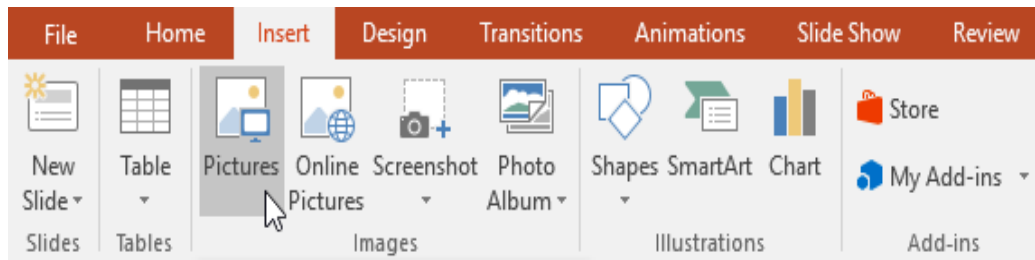 File Home Insert Design Transitions Animations Slide Show Review
New Slide
Table
Pictures
Online Pictures
Screenshot
Photo Album
Shapes
SmartArt
Chart
Store
My Add-ins
Slides Tables Images Illustrations Add-ins